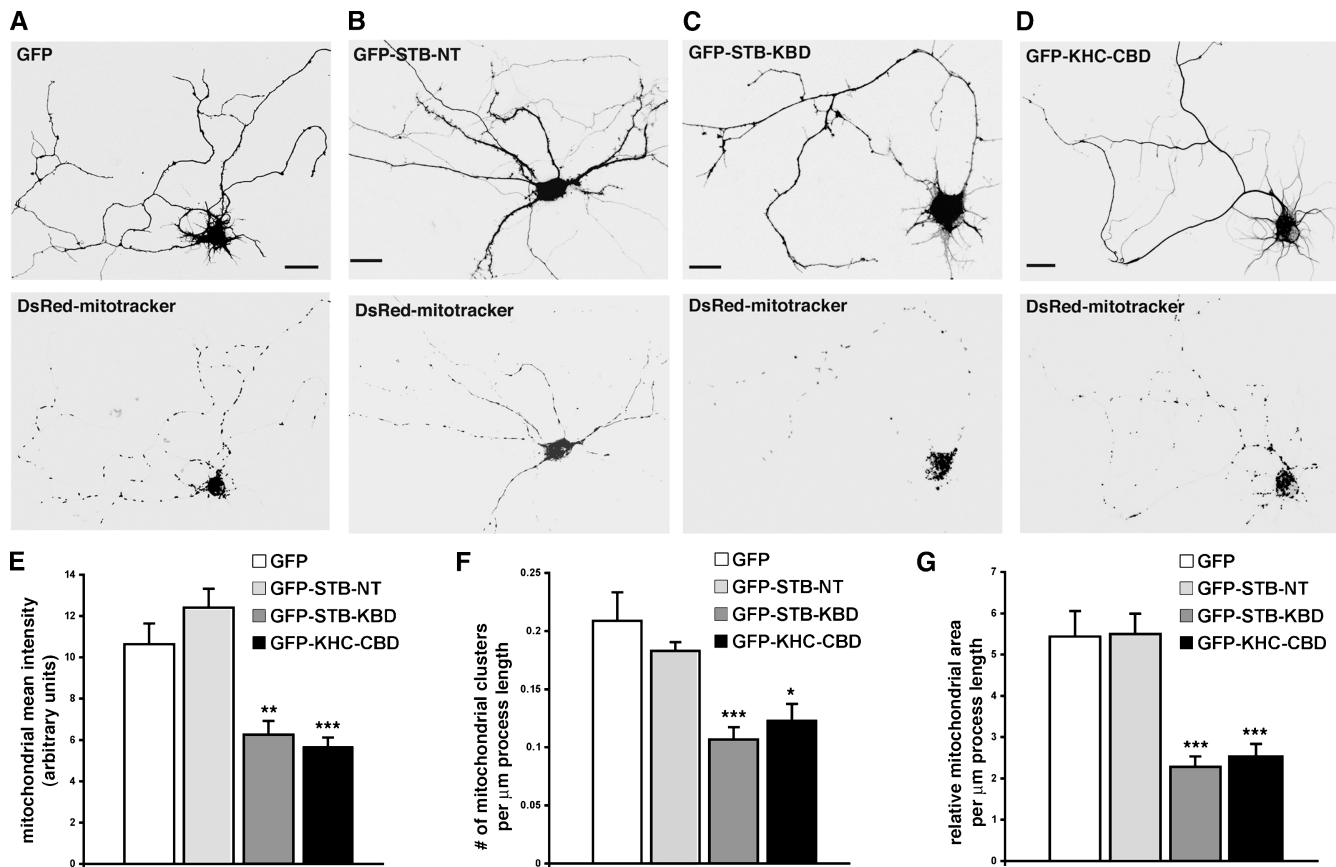 A
B
C
D
GFP
GFP-STB-NT
GFP-STB-KBD
GFP-KHC-CBD
DsRed-mitotracker
DsRed-mitotracker
DsRed-mitotracker
DsRed-mitotracker
E
mitochondrial mean intensity
(arbitrary units)
14
12
10
8
6
4
2
0
GFP
GFP-STB-NT
GFP-STB-KBD
GFP-KHC-CBD
**
***
F
# of mitochondrial clusters
per μm process length
0.25
0.2
0.15
0.1
0.05
0
GFP
GFP-STB-NT
GFP-STB-KBD
GFP-KHC-CBD
***
*
G
relative mitochondrial area
per μm process length
7
6
5
4
3
2
1
0
GFP
GFP-STB-NT
GFP-STB-KBD
GFP-KHC-CBD
***
***